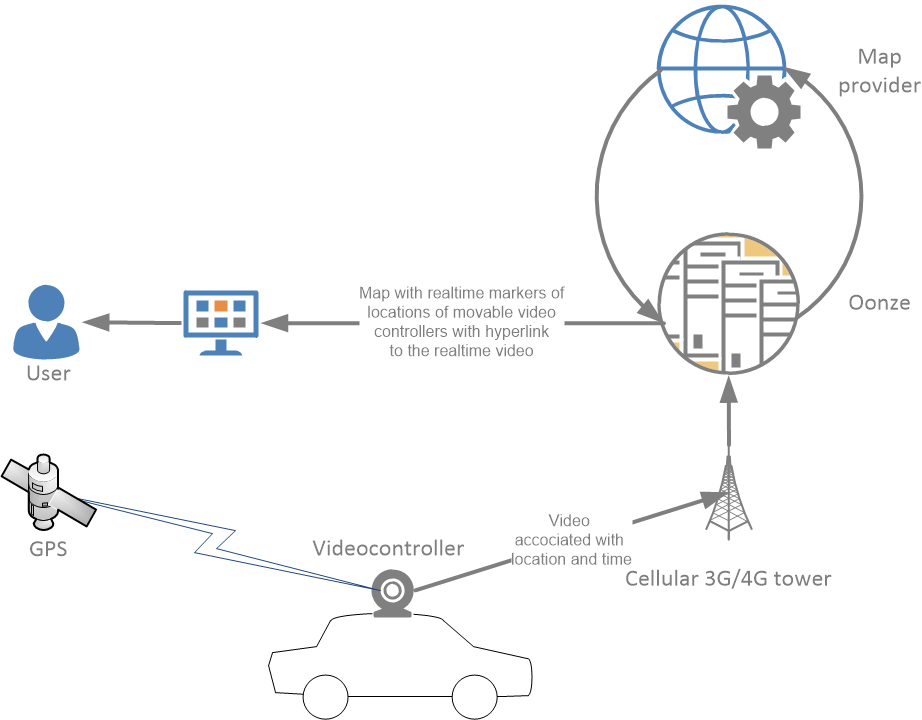 Map
provider
Oonze
Map with realtime markers of
locations of movable video
controllers with hyperlink
to the realtime video
User
GPS
Videocontroller
Video
accociated with
location and time
Cellular 3G/4G tower